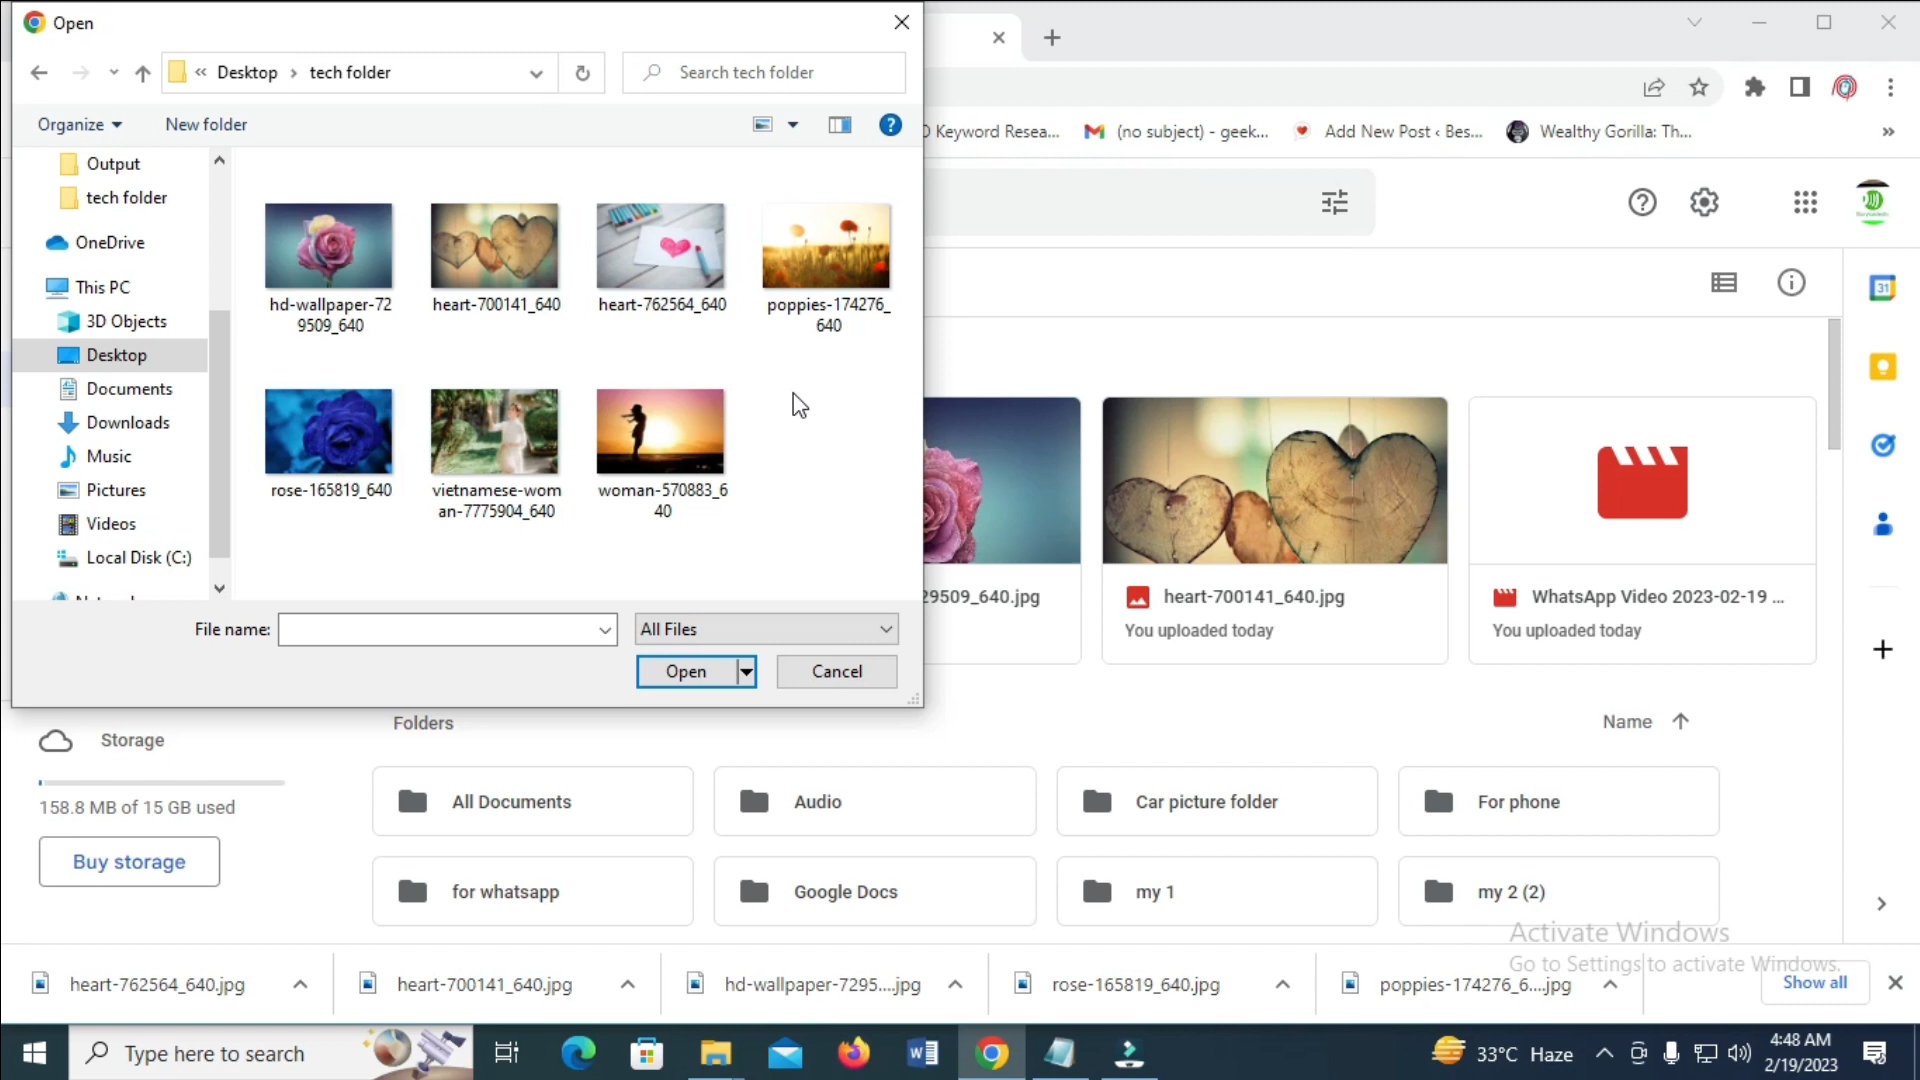 Open
« Desktop › tech folder
Search tech folder
Organize
New folder
Output
tech folder
OneDrive
This PC
3D Objects
Desktop
Documents
Downloads
Music
Pictures
Videos
Local Disk (C:)
hd-wallpaper-72
9509_640
heart-700141_640
heart-762564_640
poppies-174276_
640
rose-165819_640
vietnamese-wom
an-7775904_640
woman-570883_6
40
File name:
All Files
Open
Cancel
Keyword Resea...
(no subject) - geek...
Add New Post ‹ Bes...
Wealthy Gorilla: Th...
»
31
29509_640.jpg
heart-700141_640.jpg
You uploaded today
WhatsApp Video 2023-02-19 ...
You uploaded today
Storage
158.8 MB of 15 GB used
Buy storage
Folders
Name
All Documents
Audio
Car picture folder
For phone
for whatsapp
Google Docs
my 1
my 2 (2)
Activate Windows
Go to Settings to activate Windows.
heart-762564_640.jpg
heart-700141_640.jpg
hd-wallpaper-7295....jpg
rose-165819_640.jpg
poppies-174276_6....jpg
Show all
Type here to search
33°C Haze
4:48 AM
2/19/2023